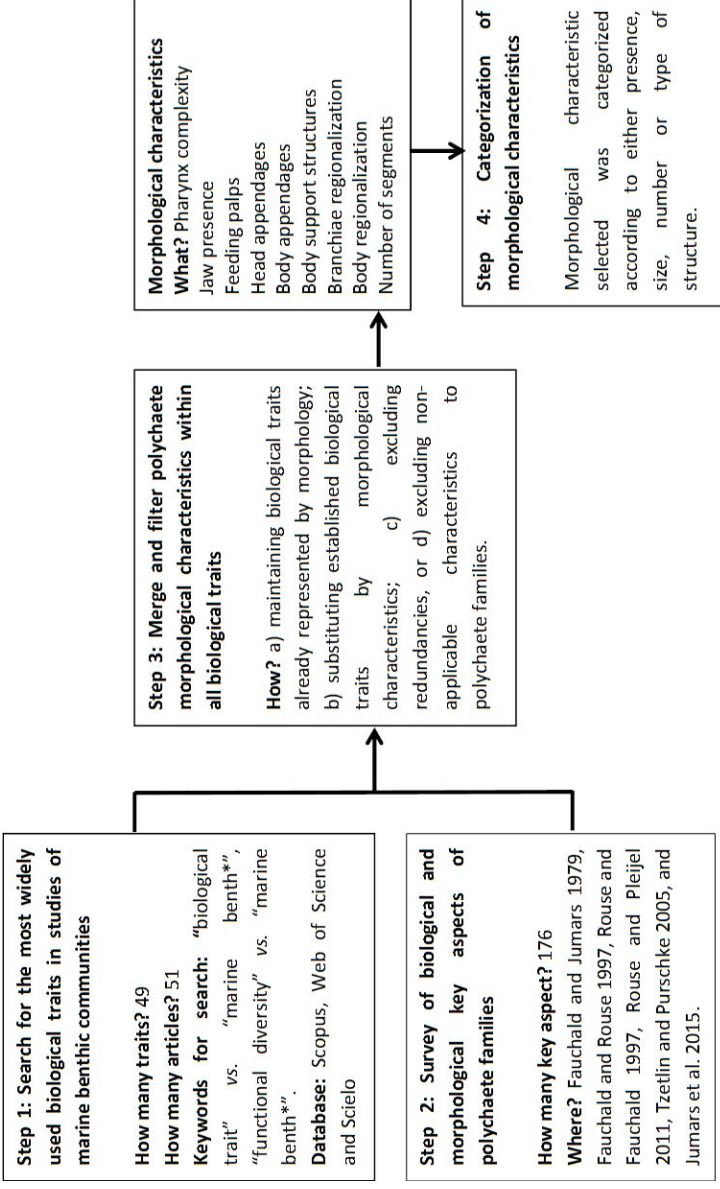 Step 1: Search for the most widely
used biological traits in studies of
marine benthic communities
How many traits? 49
How many articles? 51
Keywords for search: “biological
trait” vs. “marine benth*”,
“functional diversity” vs. “marine
benth*”.
Database: Scopus, Web of Science
and Scielo
Step 2: Survey of biological and
morphological key aspects of
polychaete families
How many key aspect? 176
Where? Fauchald and Jumars 1979,
Fauchald and Rouse 1997, Rouse and
Fauchald 1997, Rouse and Pleijel
2011, Tzetlin and Purschke 2005, and
Jumars et al. 2015.
Step 3: Merge and filter polychaete
morphological characteristics within
all biological traits
How? a) maintaining biological traits
already represented by morphology;
b) substituting established biological
traits by morphological
characteristics; c) excluding
redundancies, or d) excluding non-
applicable characteristics to
polychaete families.
Morphological characteristics
What? Pharynx complexity
Jaw presence
Feeding palps
Head appendages
Body appendages
Body support structures
Branchiae regionalization
Body regionalization
Number of segments
Step 4: Categorization of
morphological characteristics
Morphological characteristic
selected was categorized
according to either presence,
size, number or type of
structure.